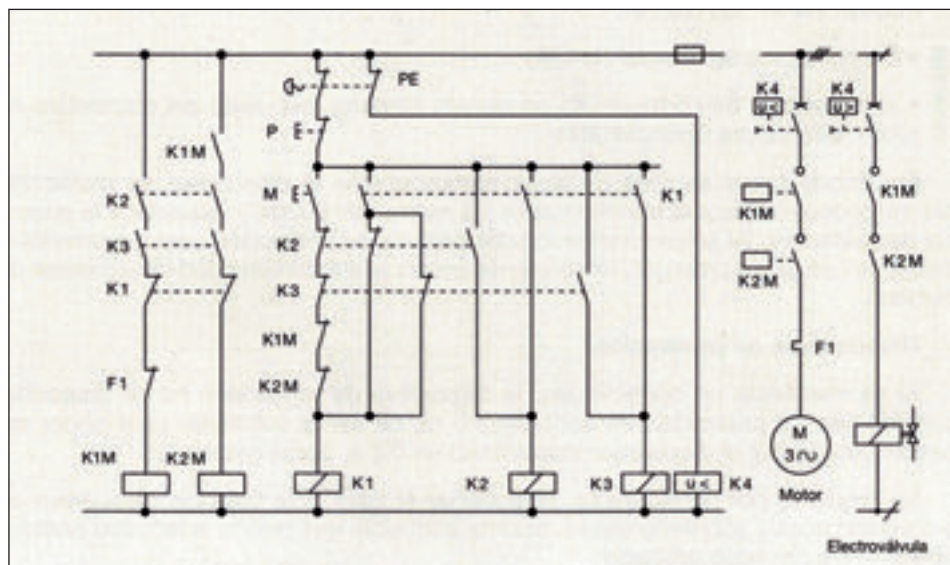 PE
K4
K4
U<
U>
P E
K1M
K2
M E
K1
K1M
K1M
K3
K2
K2M
K1
K3
K2M
K1M
F1
F1
K2M
K1M
K2M
K1
K2
K3
U<
K4
M
3~
Motor
Electroválvula